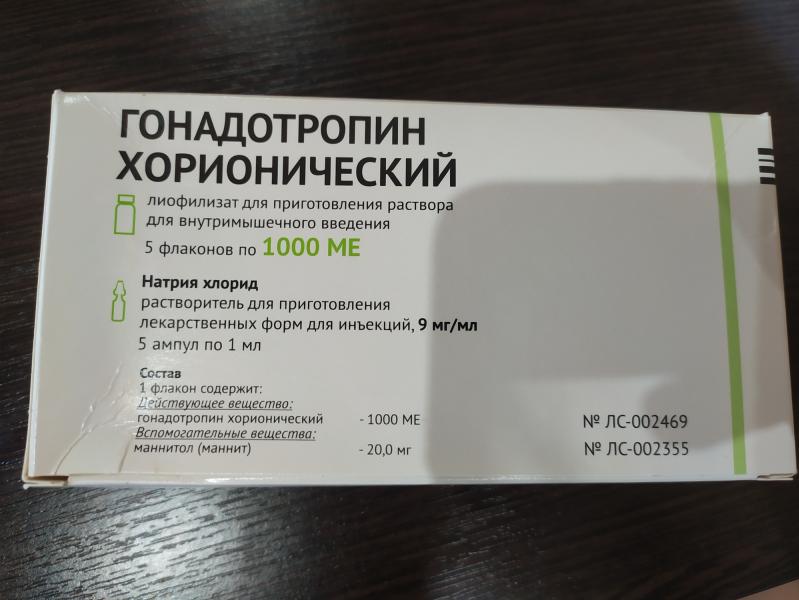 ГОНАДОТРОПИН
ХОРИОНИЧЕСКИЙ
лиофилизат для приготовления раствора
для внутримышечного введения
5 флаконов по 1000 МЕ
Натрия хлорид
растворитель для приготовления
лекарственных форм для инъекций, 9 мг/мл
5 ампул по 1 мл
Состав
1 флакон содержит:
Действующее вещество:
гонадотропин хорионический - 1000 МЕ
Вспомогательные вещества:
маннитол (маннит) - 20,0 мг
№ ЛС-002469
№ ЛС-002355